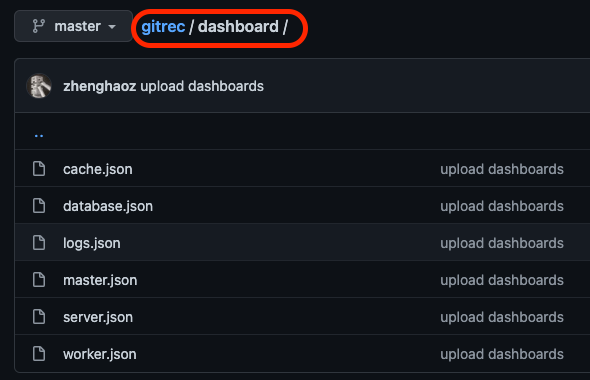 master gitrec / dashboard /
zhenghaoz upload dashboards
..
cache.json upload dashboards
database.json upload dashboards
logs.json upload dashboards
master.json upload dashboards
server.json upload dashboards
worker.json upload dashboards